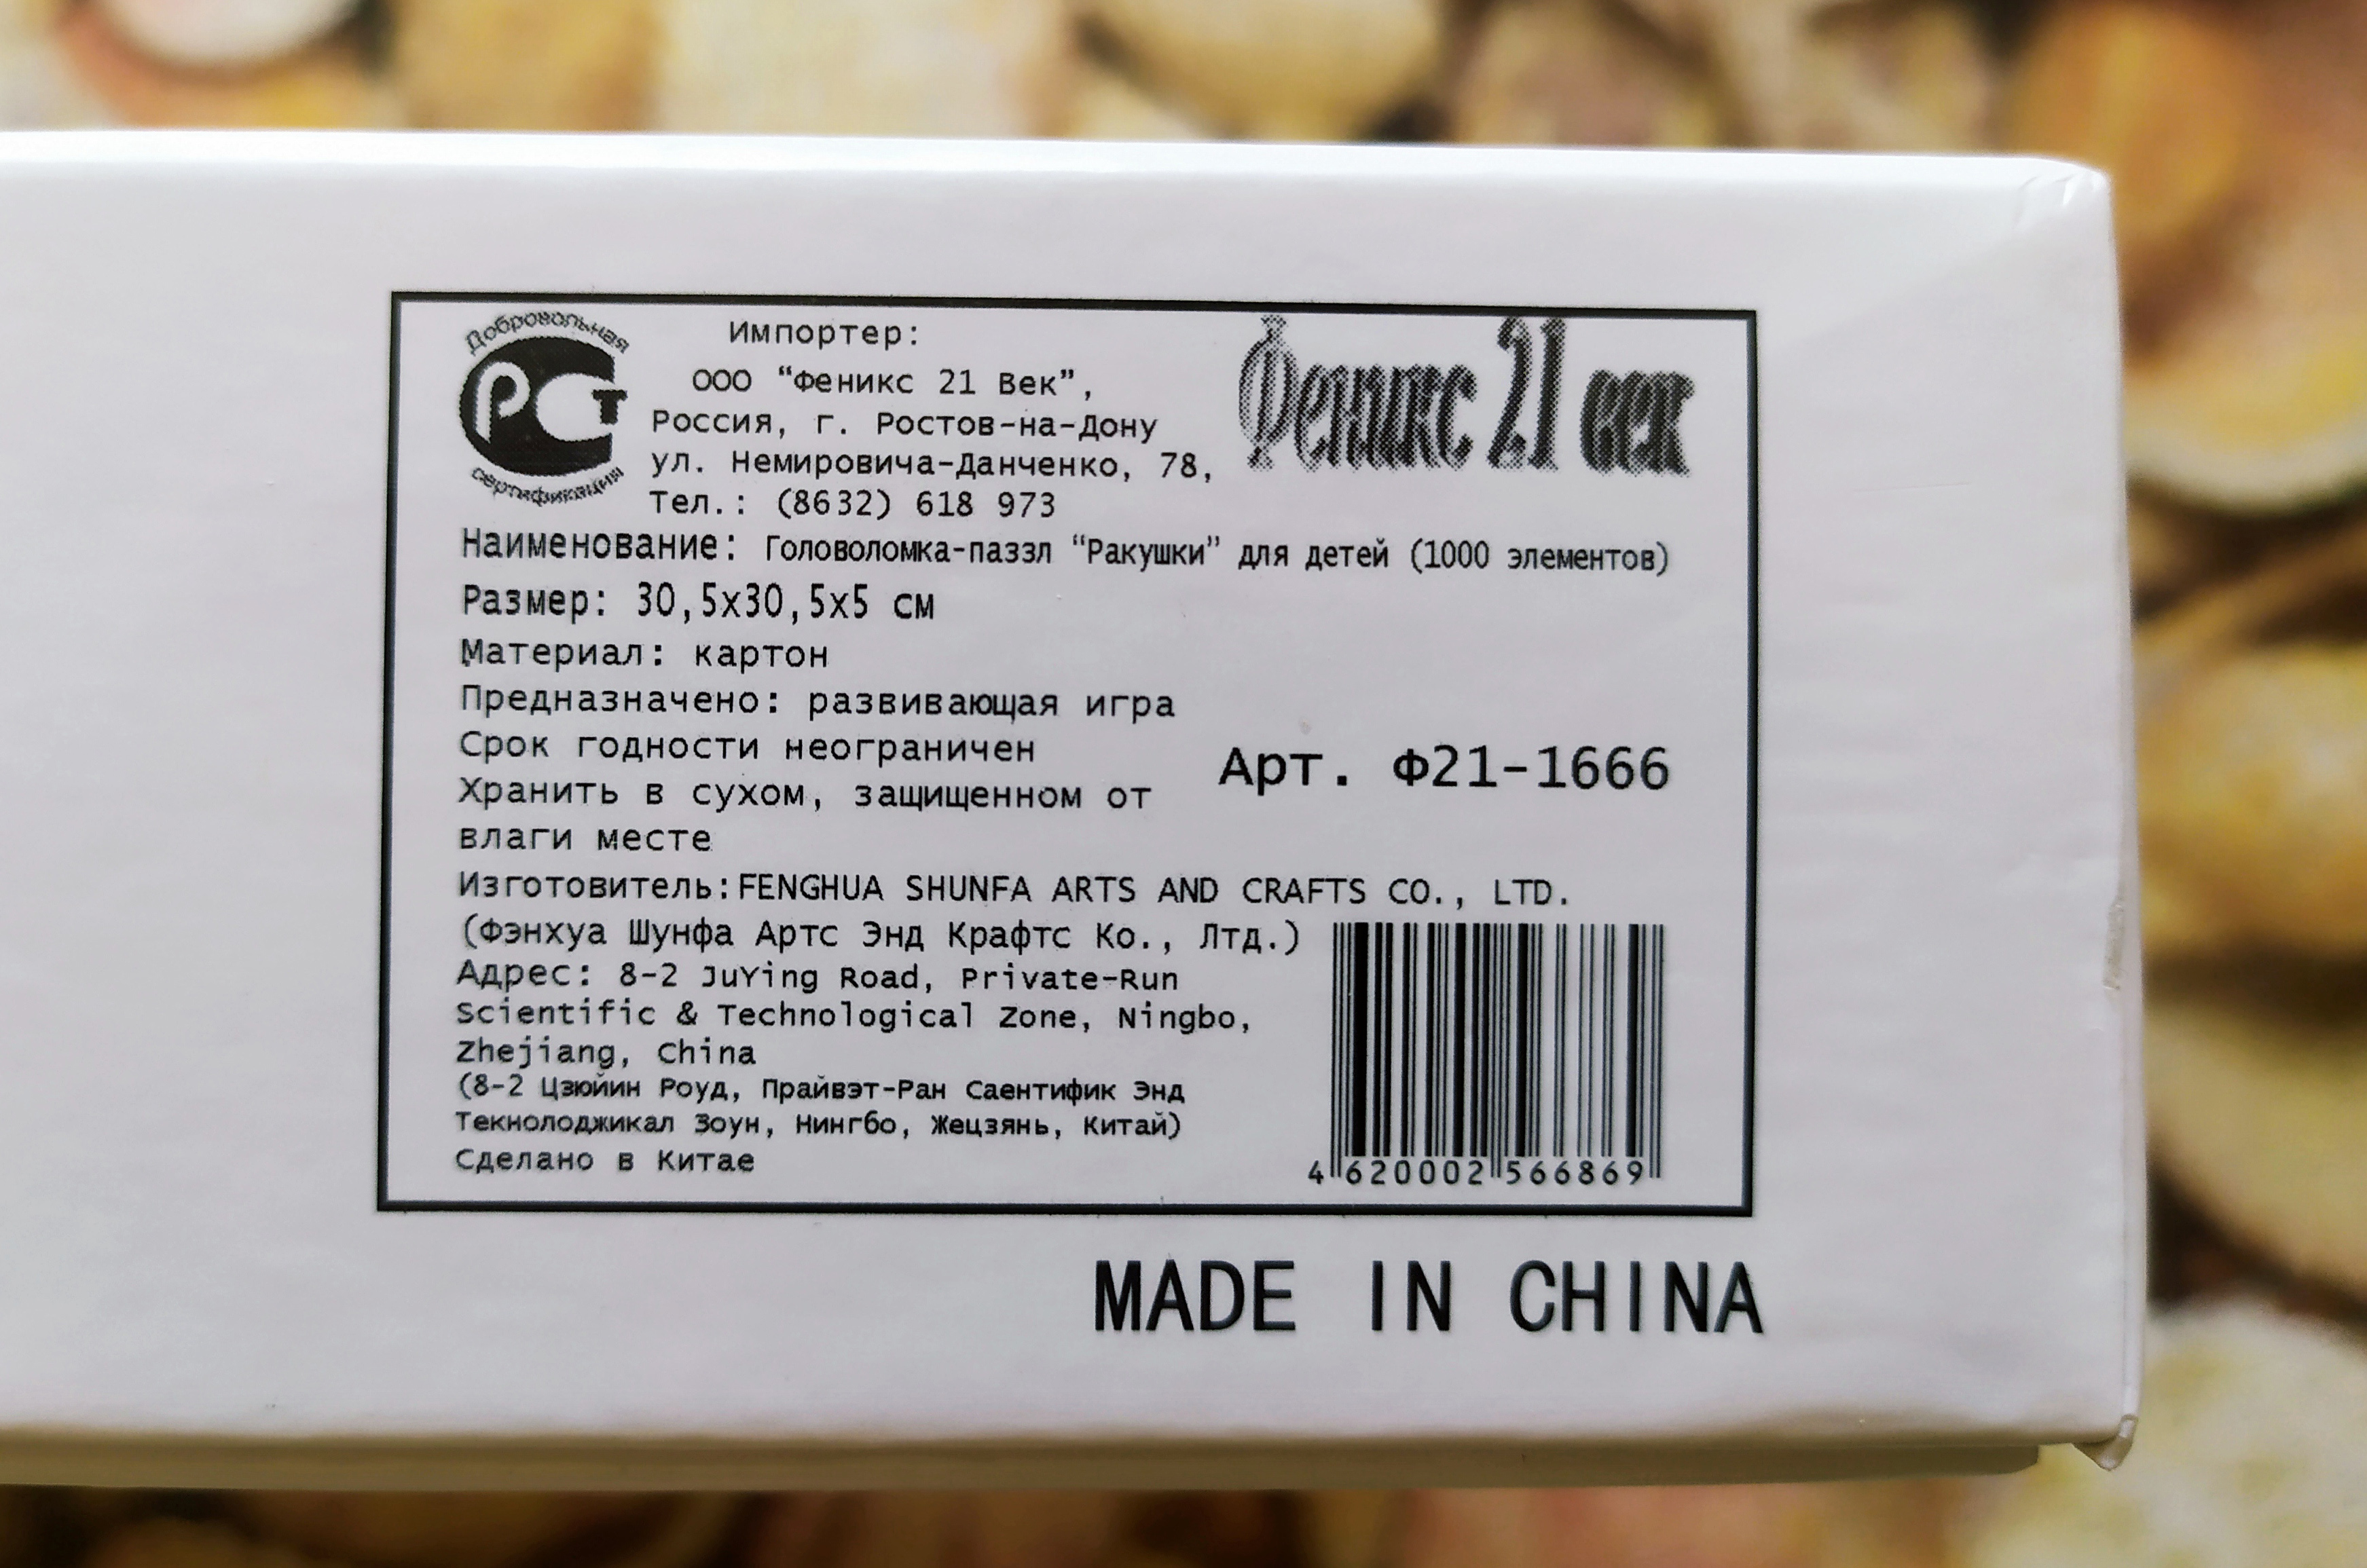 Добровольная
РСТ
сертификация
Импортер:
ООО “Феникс 21 Век”,
Россия, г. Ростов-на-Дону
ул. Немировича-Данченко, 78,
Тел.: (8632) 618 973
Феникс 21 век
Наименование: Головоломка-паззл “Ракушки” для детей (1000 элементов)
Размер: 30,5х30,5х5 см
Материал: картон
Предназначено: развивающая игра
Срок годности неограничен
Хранить в сухом, защищенном от
влаги месте
Арт. Ф21-1666
Изготовитель:FENGHUA SHUNFA ARTS AND CRAFTS CO., LTD.
(Фэнхуа Шунфа Артс Энд Крафтс Ко., Лтд.)
Адрес: 8-2 JuYing Road, Private-Run
Scientific & Technological Zone, Ningbo,
Zhejiang, China
(8-2 Цзюйин Роуд, Прайвэт-Ран Саентифик Энд
Текнолоджикал Зоун, Нингбо, Жецзянь, Китай)
Сделано в Китае
4 620002 566869
MADE IN CHINA